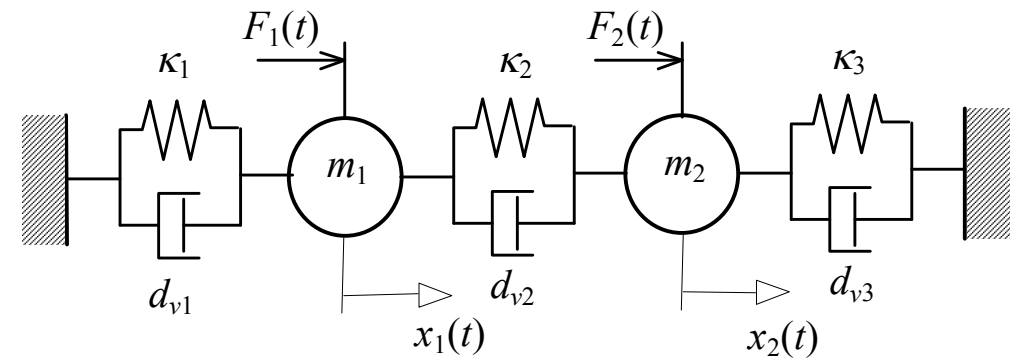 F₁(t) F₂(t)
κ₁ κ₂ κ₃
m₁ m₂
dᵥ₁ dᵥ₂ dᵥ₃
x₁(t) x₂(t)